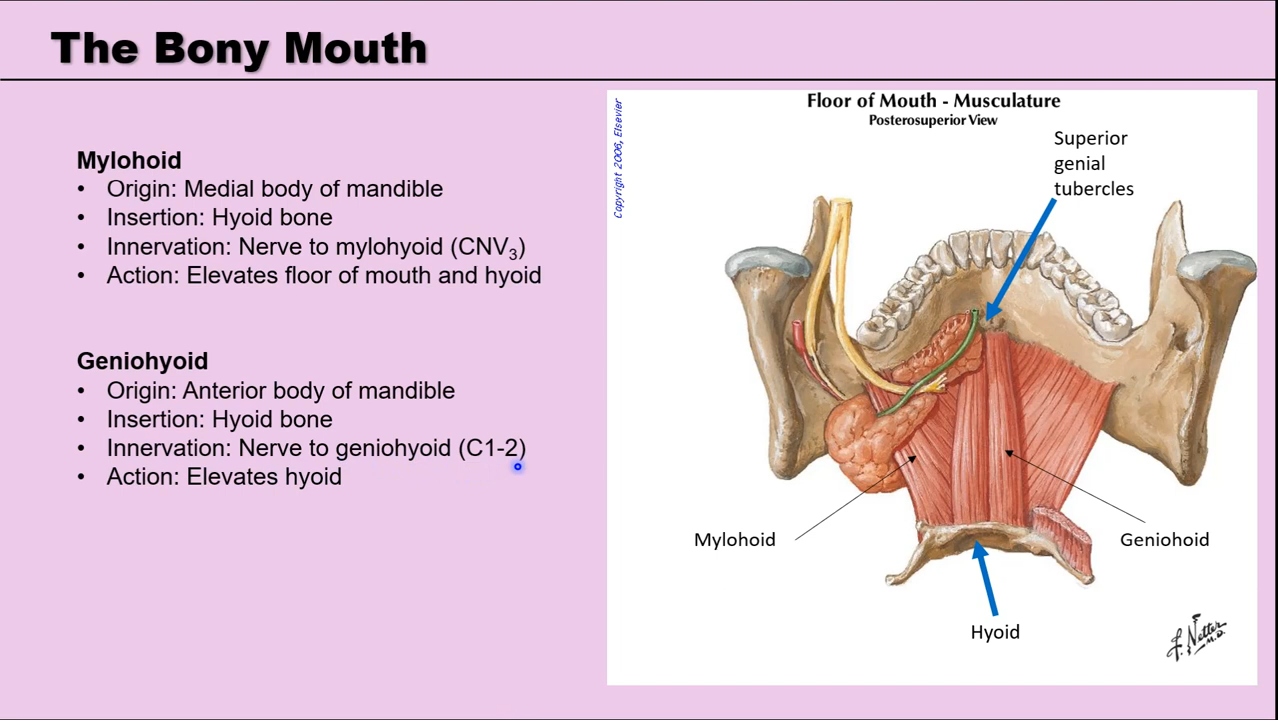 The Bony Mouth
Mylohoid
• Origin: Medial body of mandible
• Insertion: Hyoid bone
• Innervation: Nerve to mylohyoid (CNV₃)
• Action: Elevates floor of mouth and hyoid
Geniohyoid
• Origin: Anterior body of mandible
• Insertion: Hyoid bone
• Innervation: Nerve to geniohyoid (C1-2)
• Action: Elevates hyoid
Copyright 2006, Elsevier
Floor of Mouth - Musculature
Posterosuperior View
Superior
genial
tubercles
Mylohoid
Geniohoid
Hyoid
F. Netter
M.D.